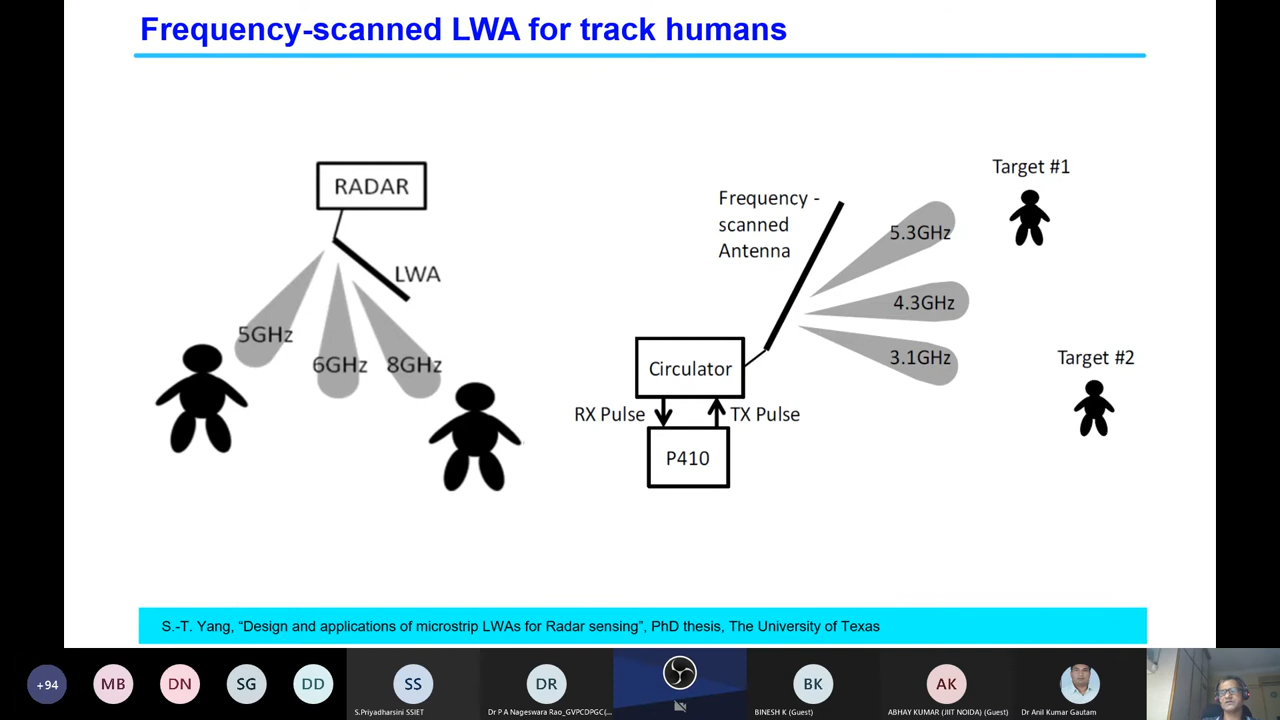 Frequency-scanned LWA for track humans
RADAR
LWA
5GHz
6GHz
8GHz
Frequency -
scanned
Antenna
5.3GHz
4.3GHz
3.1GHz
Target #1
Target #2
Circulator
RX Pulse
TX Pulse
P410
S.-T. Yang, “Design and applications of microstrip LWAs for Radar sensing”, PhD thesis, The University of Texas
+94
MB
DN
SG
DD
SS
S.Priyadharsini SSIET
DR
Dr P A Nageswara Rao_GVPCDPGC(...
BK
BINESH K (Guest)
AK
ABHAY KUMAR (JIIT NOIDA) (Guest)
Dr Anil Kumar Gautam